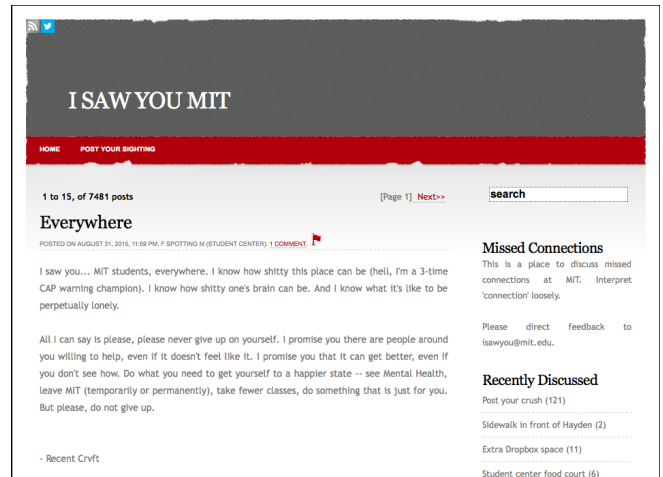 I SAW YOU MIT
HOME POST YOUR SIGHTING
1 to 15, of 7481 posts [Page 1] Next>>
Everywhere
POSTED ON AUGUST 31, 2015, 11:59 PM, F SPOTTING M (STUDENT CENTER). 1 COMMENT.
I saw you... MIT students, everywhere. I know how shitty this place can be (hell, I'm a 3-time
CAP warning champion). I know how shitty one's brain can be. And I know what it's like to be
perpetually lonely.
All I can say is please, please never give up on yourself. I promise you there are people around
you willing to help, even if it doesn't feel like it. I promise you that it can get better, even if
you don't see how. Do what you need to get yourself to a happier state -- see Mental Health,
leave MIT (temporarily or permanently), take fewer classes, do something that is just for you.
But please, do not give up.
- Recent Crvft
search
Missed Connections
This is a place to discuss missed
connections at MIT. Interpret
'connection' loosely.
Please direct feedback to
isawyou@mit.edu.
Recently Discussed
Post your crush (121)
Sidewalk in front of Hayden (2)
Extra Dropbox space (11)
Student center food court (6)